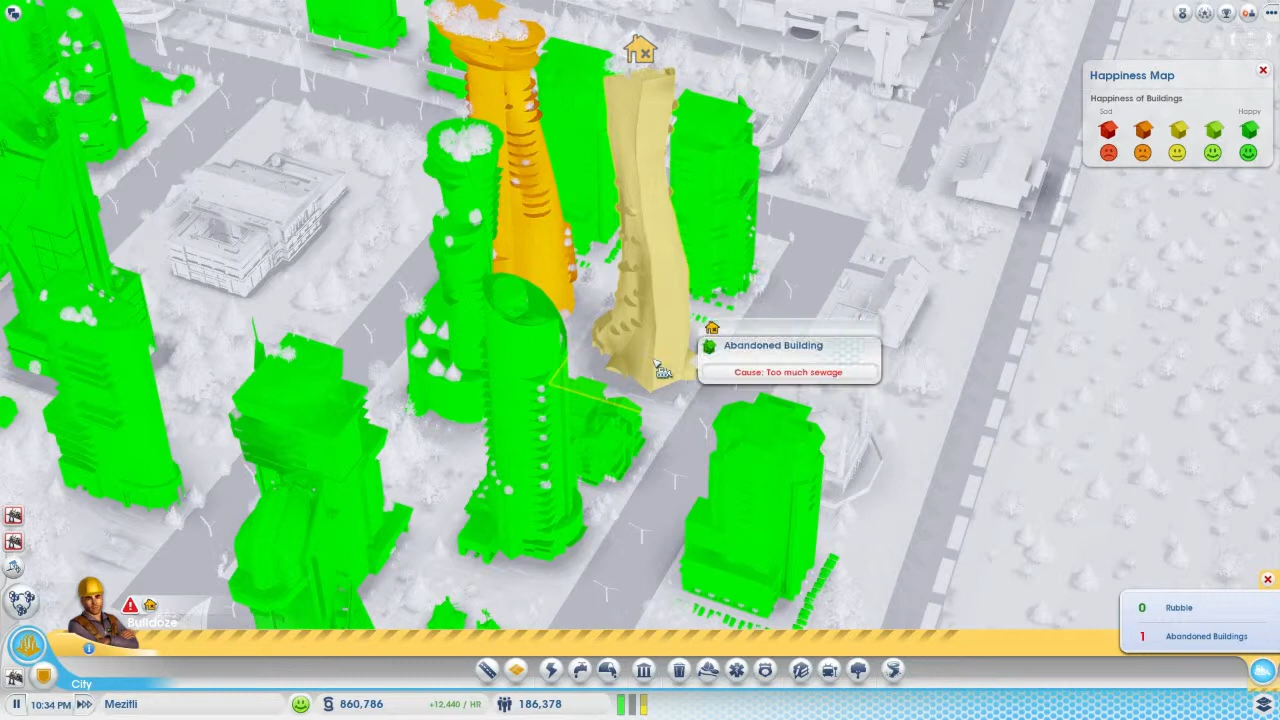 Happiness Map
Happiness of Buildings
Sad
Happy
Abandoned Building
Cause: Too much sewage
0 Rubble
1 Abandoned Buildings
Bulldoze
City
10:34 PM
Mezitli
860,786
+12,440 / HR
186,378